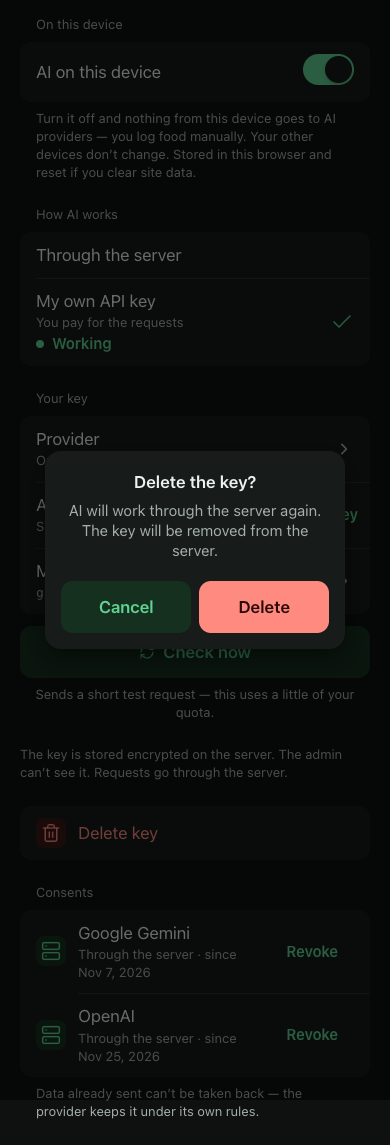 On this device
AI on this device
Turn it off and nothing from this device goes to AI
providers — you log food manually. Your other
devices don't change. Stored in this browser and
reset if you clear site data.
How AI works
Through the server
My own API key
You pay for the requests
Working
Your key
Provider
Delete the key?
AI will work through the server again.
The key will be removed from the
server.
Cancel
Delete
Check now
Sends a short test request — this uses a little of your
quota.
The key is stored encrypted on the server. The admin
can't see it. Requests go through the server.
Delete key
Consents
Google Gemini
Through the server · since
Nov 7, 2026
Revoke
OpenAI
Through the server · since
Nov 25, 2026
Revoke
Data already sent can't be taken back — the
provider keeps it under its own rules.